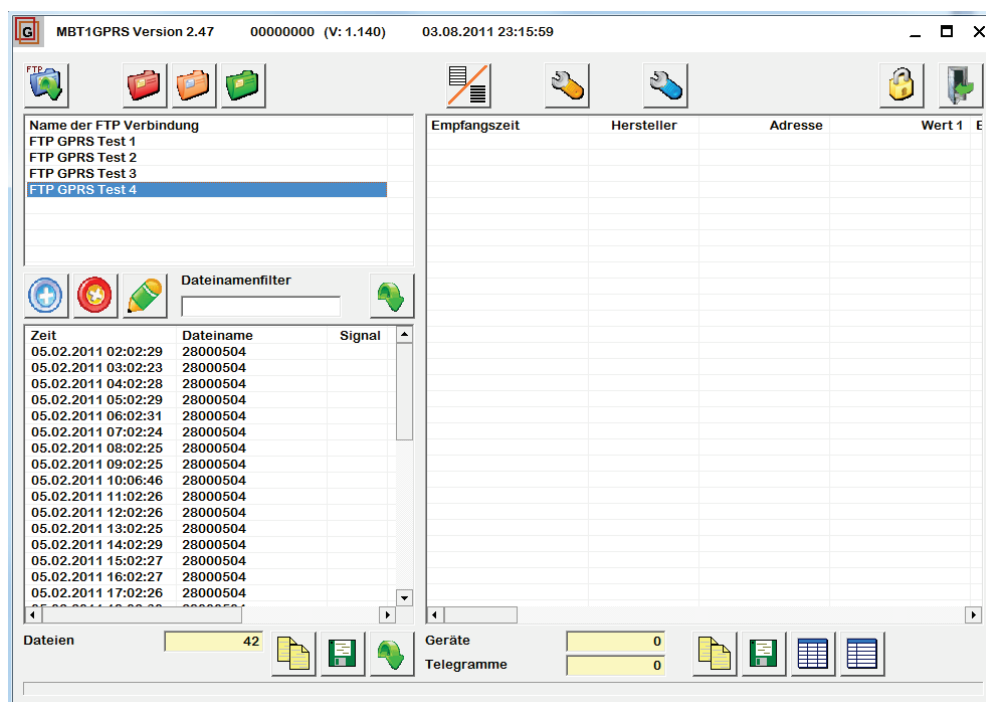 G MBT1GPRS Version 2.47 00000000 (V: 1.140) 03.08.2011 23:15:59
FTP
Name der FTP Verbindung
FTP GPRS Test 1
FTP GPRS Test 2
FTP GPRS Test 3
FTP GPRS Test 4
Dateinamenfilter
Zeit Dateiname Signal
05.02.2011 02:02:29 28000504
05.02.2011 03:02:23 28000504
05.02.2011 04:02:28 28000504
05.02.2011 05:02:29 28000504
05.02.2011 06:02:31 28000504
05.02.2011 07:02:24 28000504
05.02.2011 08:02:25 28000504
05.02.2011 09:02:25 28000504
05.02.2011 10:06:46 28000504
05.02.2011 11:02:26 28000504
05.02.2011 12:02:26 28000504
05.02.2011 13:02:25 28000504
05.02.2011 14:02:29 28000504
05.02.2011 15:02:27 28000504
05.02.2011 16:02:27 28000504
05.02.2011 17:02:26 28000504
Dateien 42
Empfangszeit Hersteller Adresse Wert 1 E
Geräte 0
Telegramme 0